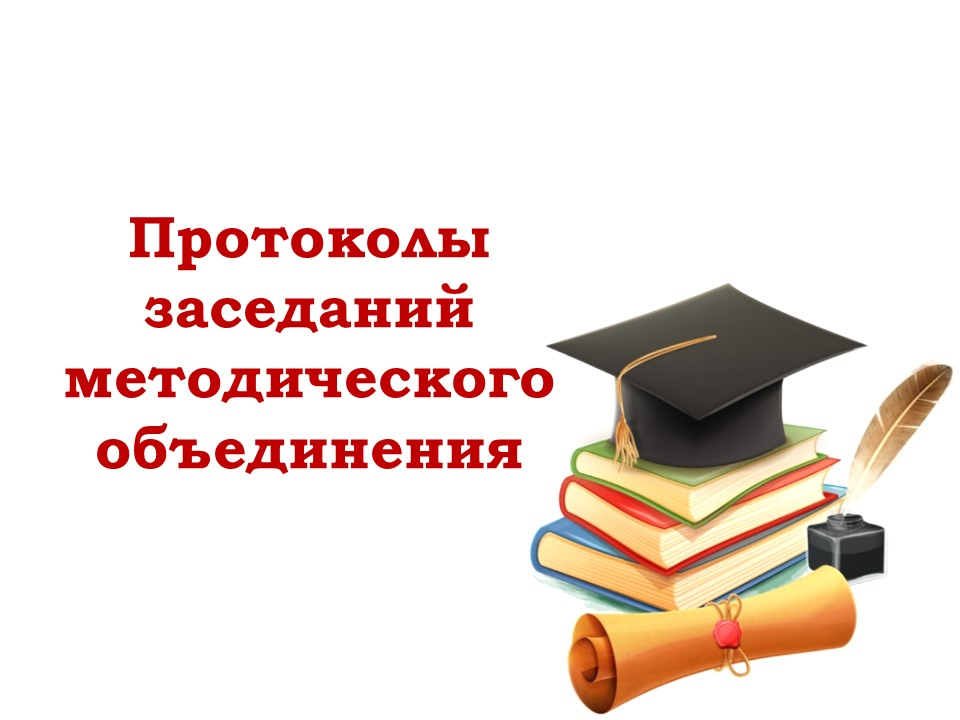 Протоколы
заседаний
методического
объединения